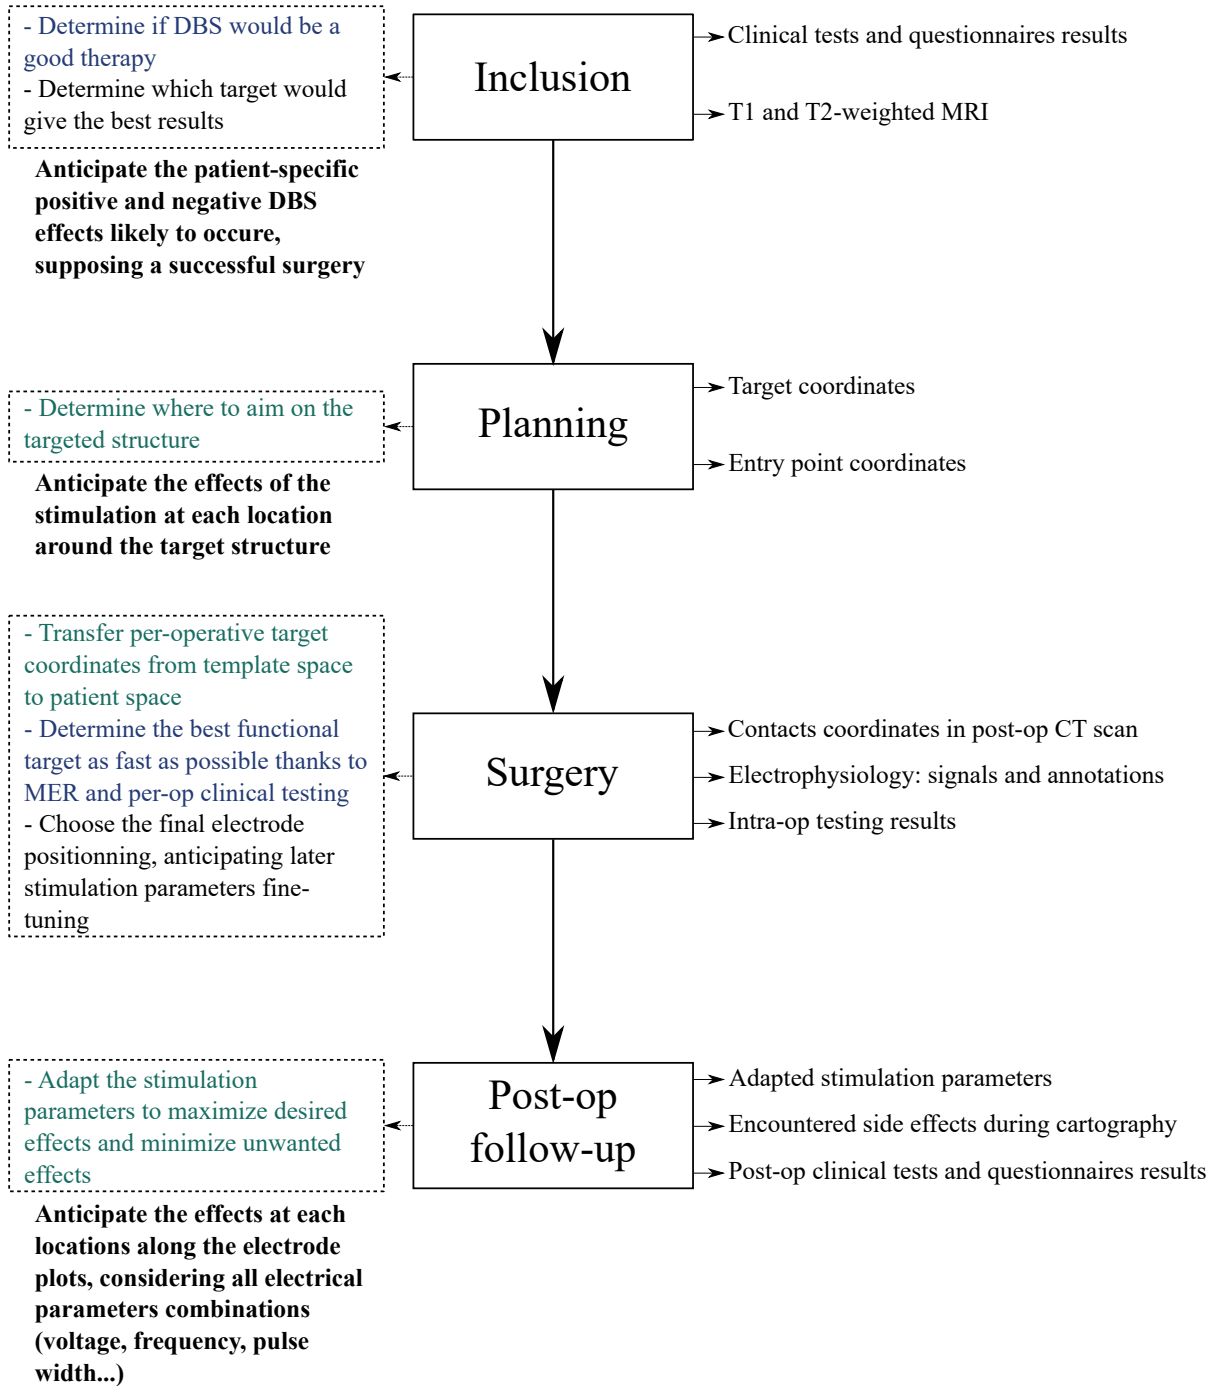 - Determine if DBS would be a
good therapy
- Determine which target would
give the best results
Anticipate the patient-specific
positive and negative DBS
effects likely to occure,
supposing a successful surgery
Inclusion
Clinical tests and questionnaires results
T1 and T2-weighted MRI
- Determine where to aim on the
targeted structure
Anticipate the effects of the
stimulation at each location
around the target structure
Planning
Target coordinates
Entry point coordinates
- Transfer per-operative target
coordinates from template space
to patient space
- Determine the best functional
target as fast as possible thanks to
MER and per-op clinical testing
- Choose the final electrode
positionning, anticipating later
stimulation parameters fine-
tuning
Surgery
Contacts coordinates in post-op CT scan
Electrophysiology: signals and annotations
Intra-op testing results
- Adapt the stimulation
parameters to maximize desired
effects and minimize unwanted
effects
Anticipate the effects at each
locations along the electrode
plots, considering all electrical
parameters combinations
(voltage, frequency, pulse
width...)
Post-op
follow-up
Adapted stimulation parameters
Encountered side effects during cartography
Post-op clinical tests and questionnaires results